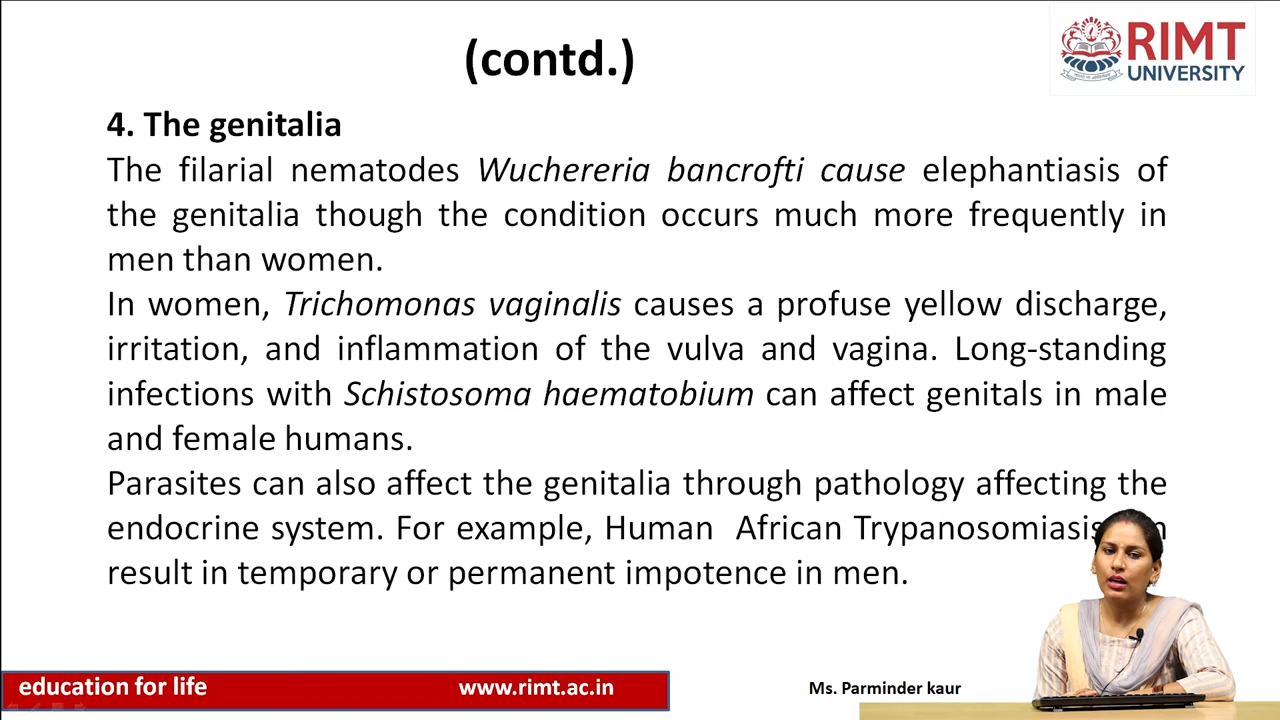 (contd.)
RIMT
UNIVERSITY
4. The genitalia
The filarial nematodes Wuchereria bancrofti cause elephantiasis of
the genitalia though the condition occurs much more frequently in
men than women.
In women, Trichomonas vaginalis causes a profuse yellow discharge,
irritation, and inflammation of the vulva and vagina. Long-standing
infections with Schistosoma haematobium can affect genitals in male
and female humans.
Parasites can also affect the genitalia through pathology affecting the
endocrine system. For example, Human African Trypanosomiasis
result in temporary or permanent impotence in men.
education for life
www.rimt.ac.in
Ms. Parminder kaur